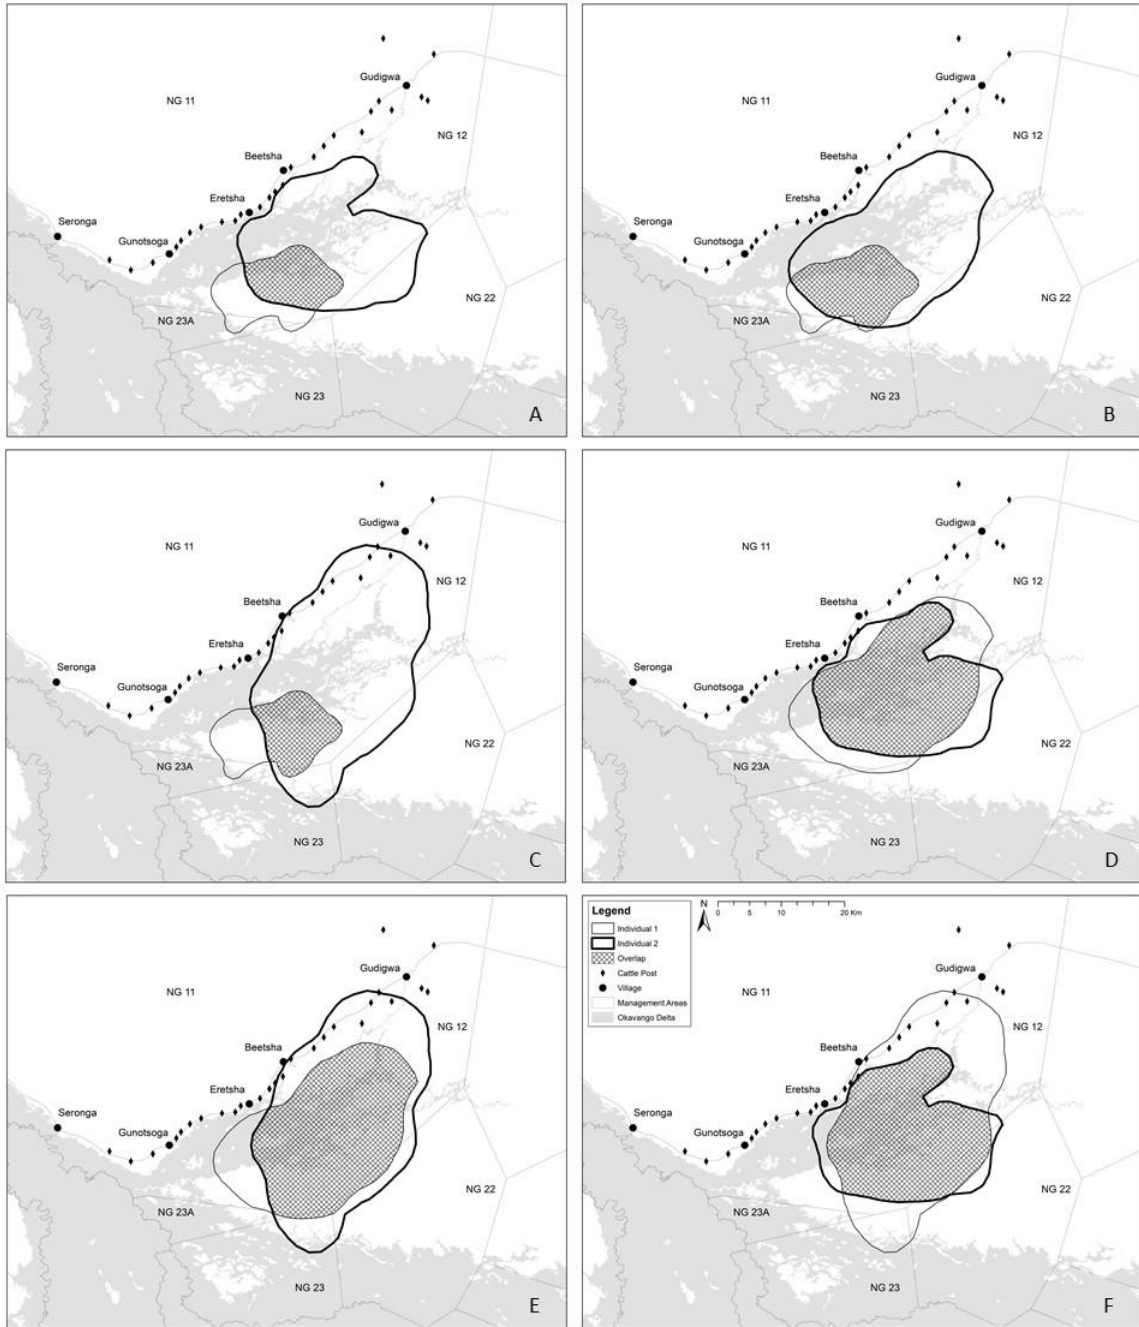 Gudigwa
NG 11
NG 12
Beetsha
Eretsha
Seronga
Gunotsoga
NG 22
NG 23A
NG 23
A
Gudigwa
NG 11
NG 12
Beetsha
Eretsha
Seronga
Gunotsoga
NG 22
NG 23A
NG 23
B
Gudigwa
NG 11
NG 12
Beetsha
Eretsha
Seronga
Gunotsoga
NG 22
NG 23A
NG 23
C
Gudigwa
NG 11
NG 12
Beetsha
Eretsha
Seronga
Gunotsoga
NG 22
NG 23A
NG 23
D
Gudigwa
NG 11
NG 12
Beetsha
Eretsha
Seronga
Gunotsoga
NG 22
NG 23A
NG 23
E
Legend
Individual 1
Individual 2
Overlap
Cattle Post
Village
Management Areas
Okavango Delta
N
0 5 10 20 Km
Gudigwa
NG 11
NG 12
Beetsha
Eretsha
Seronga
Gunotsoga
NG 22
NG 23A
NG 23
F